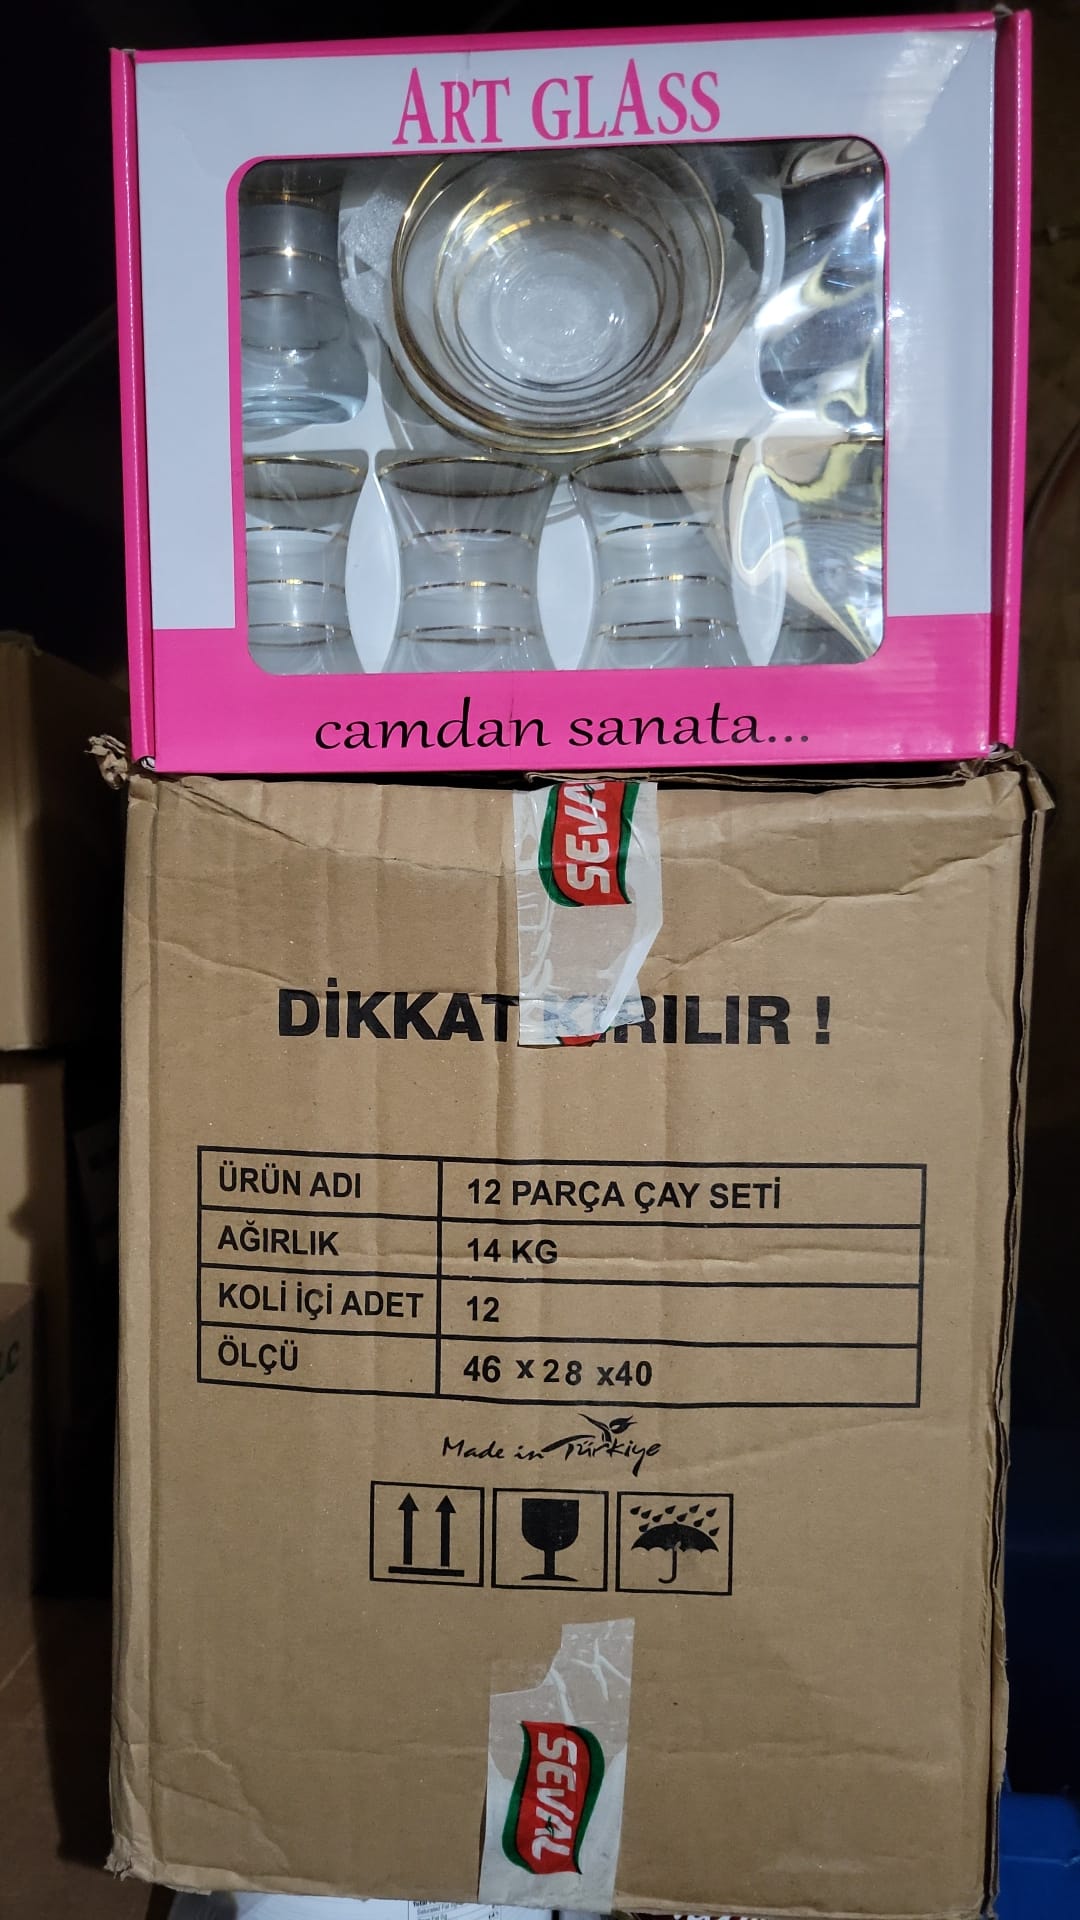 ART GLASS
camdan sanata...
SEVAL
DİKKAT KIRILIR !
ÜRÜN ADI 12 PARÇA ÇAY SETİ
AĞIRLIK 14 KG
KOLİ İÇİ ADET 12
ÖLÇÜ 46 x 28 x40
Made in Türkiye
SEVAL